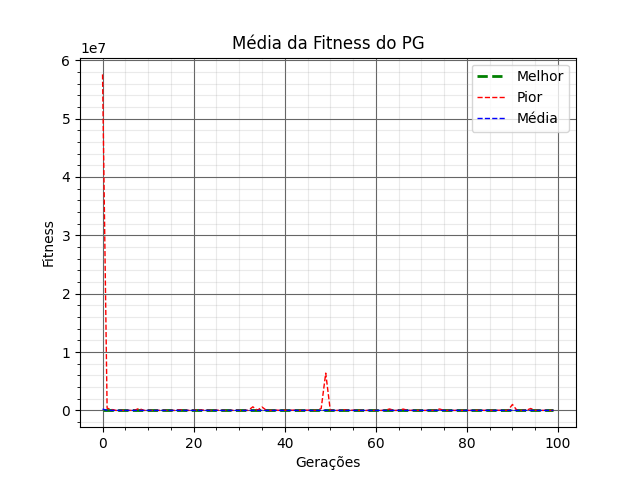 Média da Fitness do PG
1e7
Melhor
Pior
Média
6
5
4
3
2
1
0
Fitness
0 20 40 60 80 100
Gerações